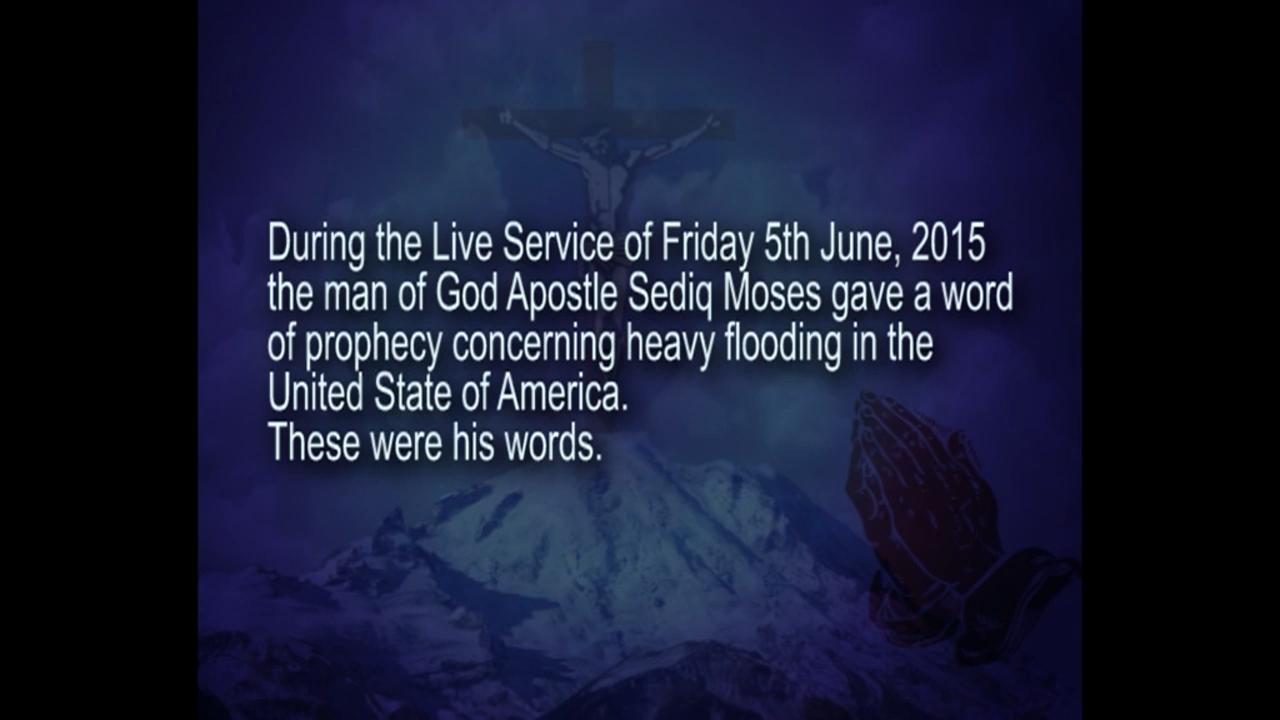 During the Live Service of Friday 5th June, 2015
the man of God Apostle Sediq Moses gave a word
of prophecy concerning heavy flooding in the
United State of America.
These were his words.